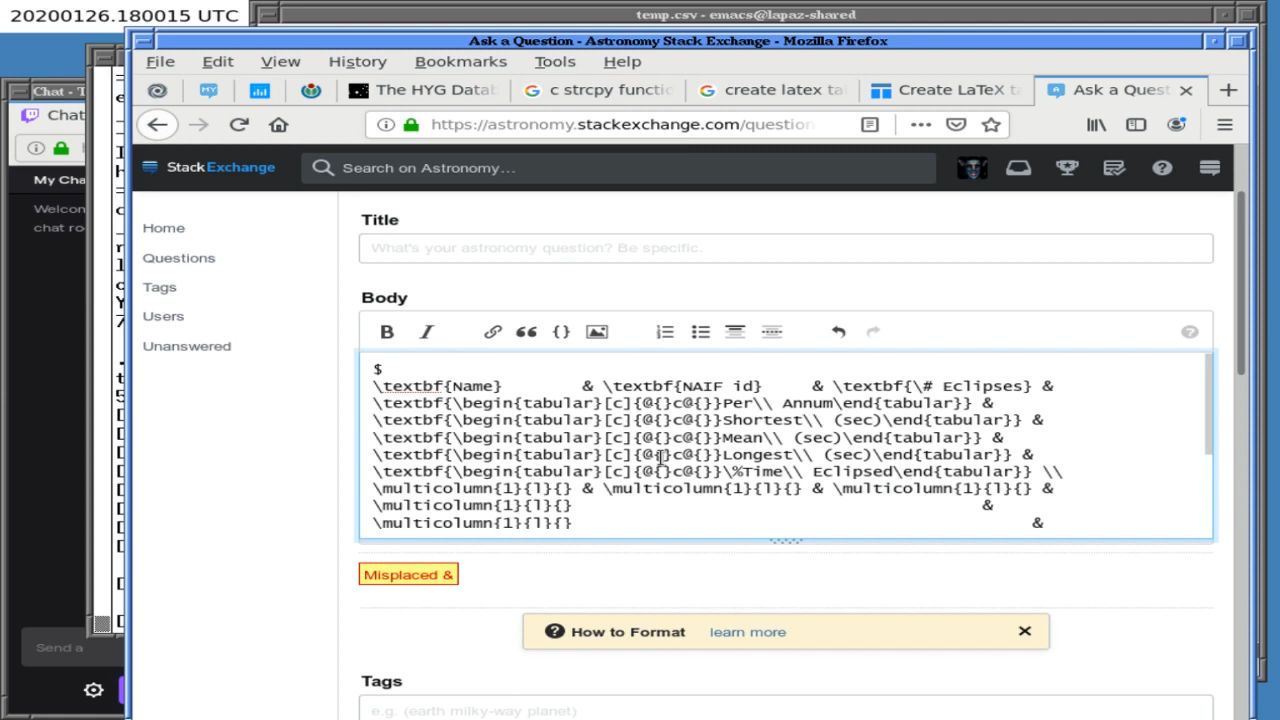 20200126.180015 UTC
temp.csv - emacs@lapaz-shared
Ask a Question - Astronomy Stack Exchange - Mozilla Firefox
File Edit View History Bookmarks Tools Help
Chat - T
MY
The HYG Datab
c strcpy functio
create latex ta
Create LaTeX t
Ask a Quest
Chat
https://astronomy.stackexchange.com/question
StackExchange
Search on Astronomy...
My Cha
Welcon
chat ro
Home
Questions
Tags
Users
Unanswered
Title
What's your astronomy question? Be specific.
Body
B I
$
\textbf{Name} & \textbf{NAIF id} & \textbf{\# Eclipses} &
\textbf{\begin{tabular}[c]{@{}c@{}}Per\\ Annum\end{tabular}} &
\textbf{\begin{tabular}[c]{@{}c@{}}Shortest\\ (sec)\end{tabular}} &
\textbf{\begin{tabular}[c]{@{}c@{}}Mean\\ (sec)\end{tabular}} &
\textbf{\begin{tabular}[c]{@{}c@{}}Longest\\ (sec)\end{tabular}} &
\textbf{\begin{tabular}[c]{@{}c@{}}\%Time\\ Eclipsed\end{tabular}} \\
\multicolumn{1}{l}{} & \multicolumn{1}{l}{} & \multicolumn{1}{l}{} &
\multicolumn{1}{l}{} &
\multicolumn{1}{l}{} &
Misplaced &
How to Format learn more
Send a
Tags
e.g. (earth milky-way planet)